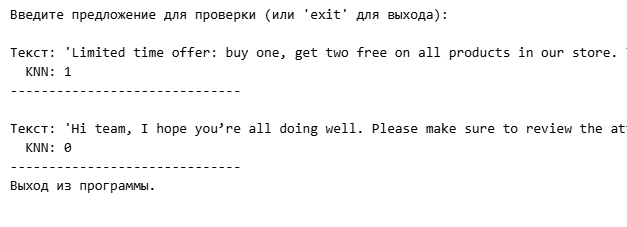 Введите предложение для проверки (или 'exit' для выхода):
Текст: 'Limited time offer: buy one, get two free on all products in our store.
KNN: 1
------------------------------
Текст: 'Hi team, I hope you’re all doing well. Please make sure to review the at
KNN: 0
------------------------------
Выход из программы.